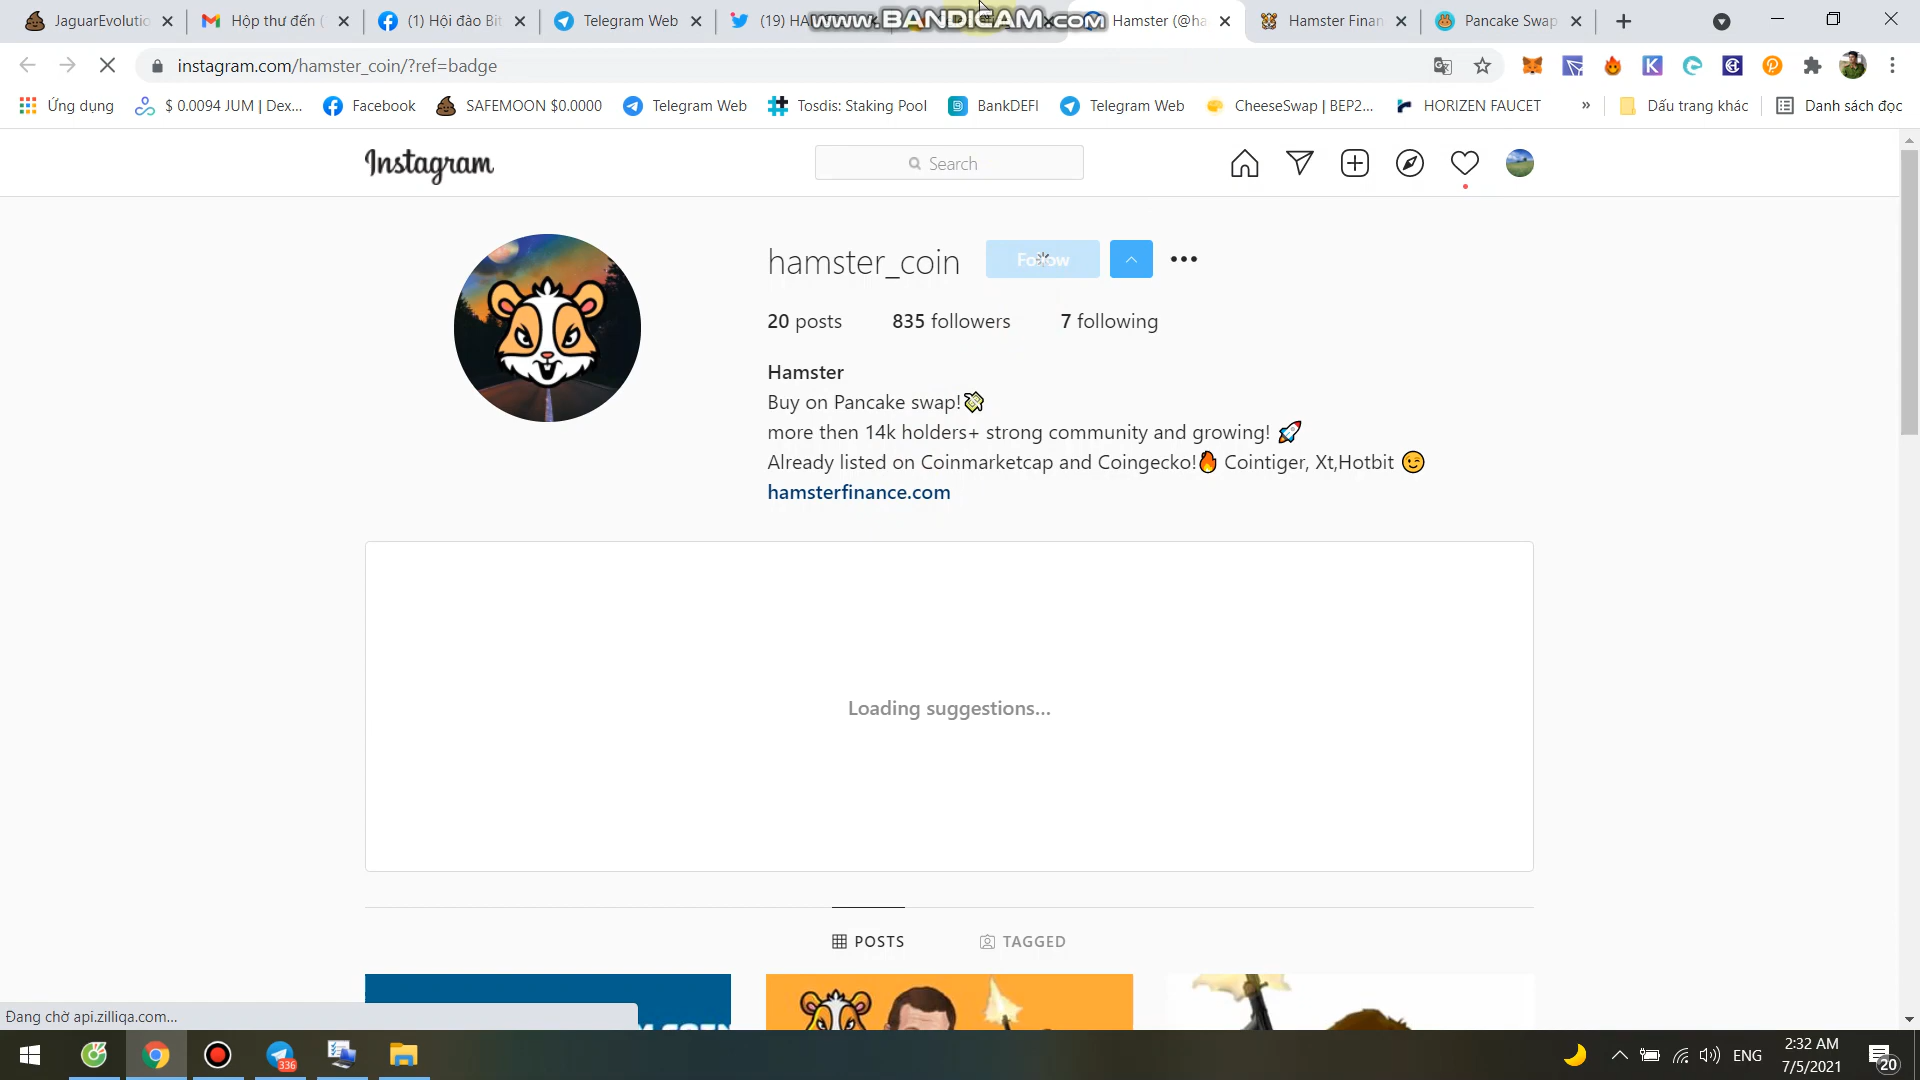 JaguarEvolutio
Hộp thư đến (
(1) Hội đảo Bit
Telegram Web
(19) HA
www.BANDICAM.com
Hamster (@ha
Hamster Finan
Pancake Swap
instagram.com/hamster_coin/?ref=badge
Ứng dụng
$ 0.0094 JUM | Dex...
Facebook
SAFEMOON $0.0000
Telegram Web
Tosdis: Staking Pool
BankDEFI
Telegram Web
CheeseSwap | BEP2...
HORIZEN FAUCET
»
Dấu trang khác
Danh sách đọc
Instagram
Search
hamster_coin
Follow
20 posts
835 followers
7 following
Hamster
Buy on Pancake swap!💸
more then 14k holders+ strong community and growing! 🚀
Already listed on Coinmarketcap and Coingecko!🔥 Cointiger, Xt,Hotbit 😉
hamsterfinance.com
Loading suggestions...
POSTS
TAGGED
Đang chờ api.zilliqa.com...
336
ENG
2:32 AM
7/5/2021
20